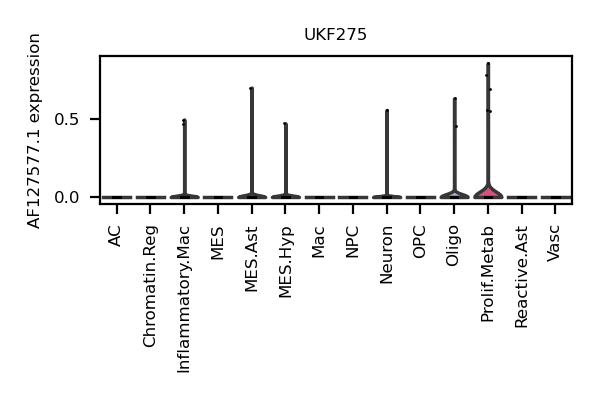 UKF275
AF127577.1 expression
0.5
0.0
AC
Chromatin.Reg
Inflammatory.Mac
MES
MES.Ast
MES.Hyp
Mac
NPC
Neuron
OPC
Oligo
Prolif.Metab
Reactive.Ast
Vasc